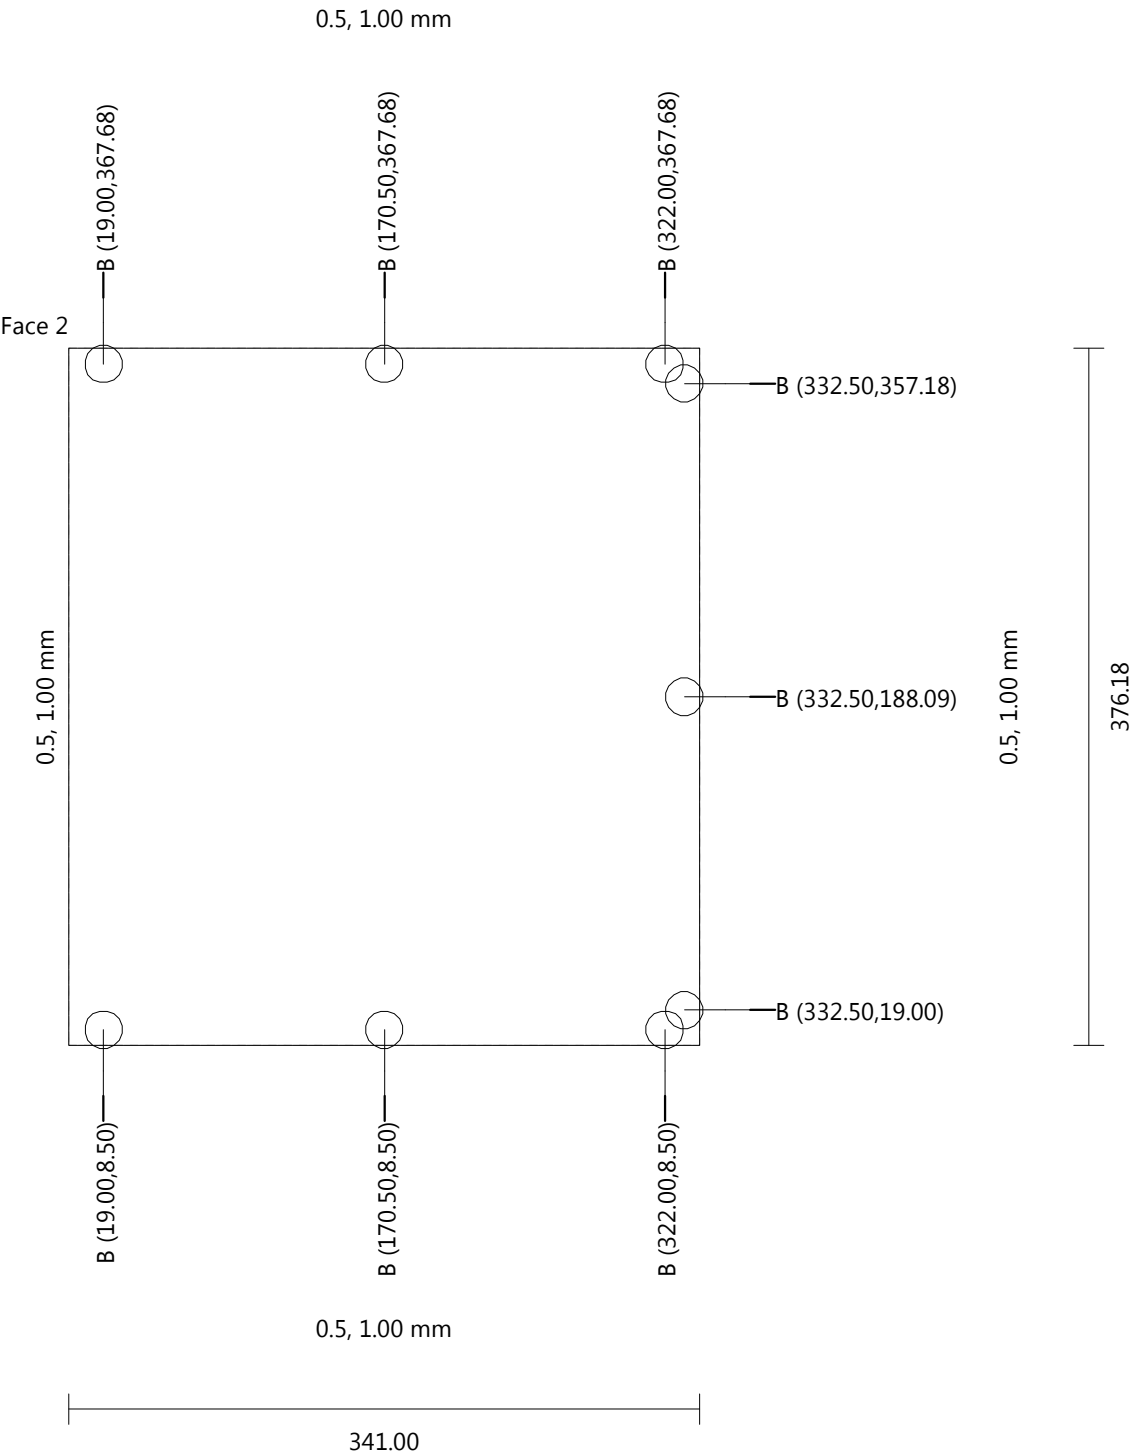 0.5, 1.00 mm
B (19.00,367.68)
B (170.50,367.68)
B (322.00,367.68)
Face 2
B (332.50,357.18)
0.5, 1.00 mm
B (332.50,188.09)
0.5, 1.00 mm
376.18
B (332.50,19.00)
B (19.00,8.50)
B (170.50,8.50)
B (322.00,8.50)
0.5, 1.00 mm
341.00